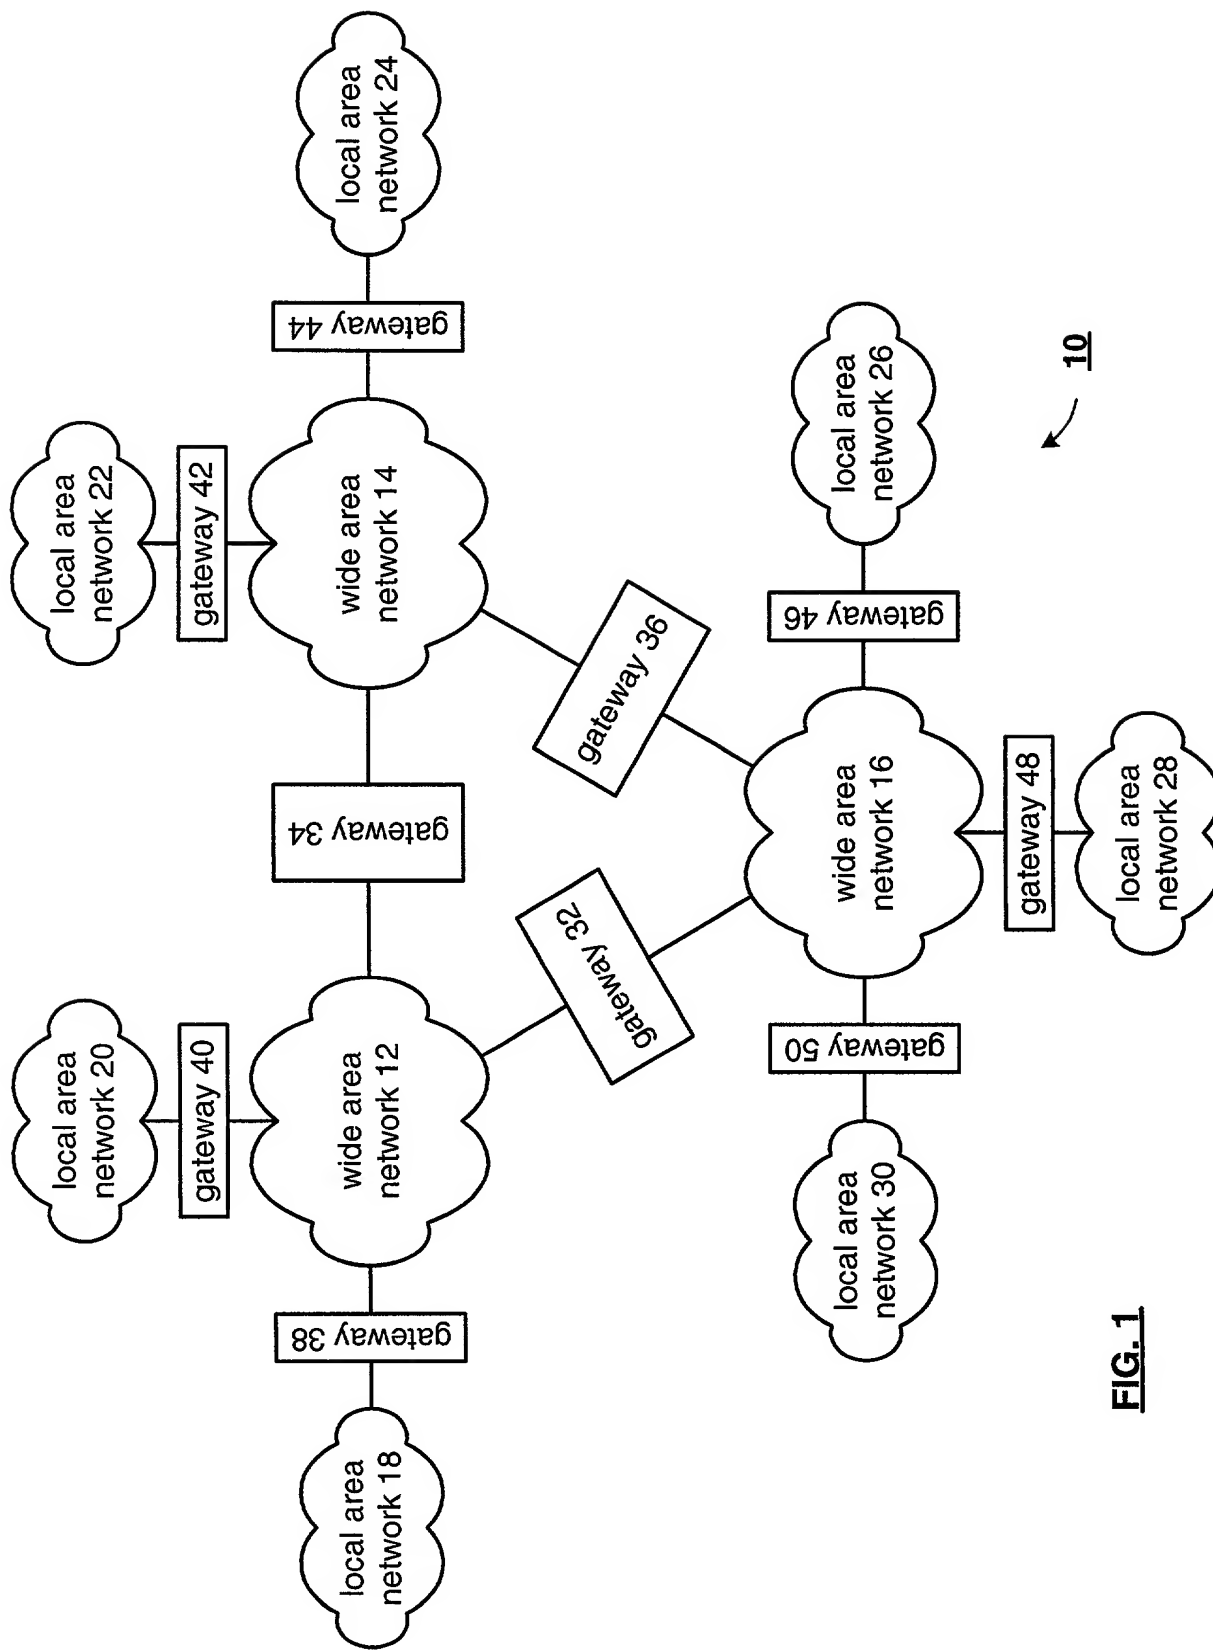 local area
network 20
local area
network 22
gateway 40
gateway 42
local area
network 18
gateway 38
wide area
network 12
gateway 34
wide area
network 14
gateway 44
local area
network 24
gateway 32
gateway 36
local area
network 30
gateway 50
wide area
network 16
gateway 46
local area
network 26
gateway 48
local area
network 28
10
FIG. 1